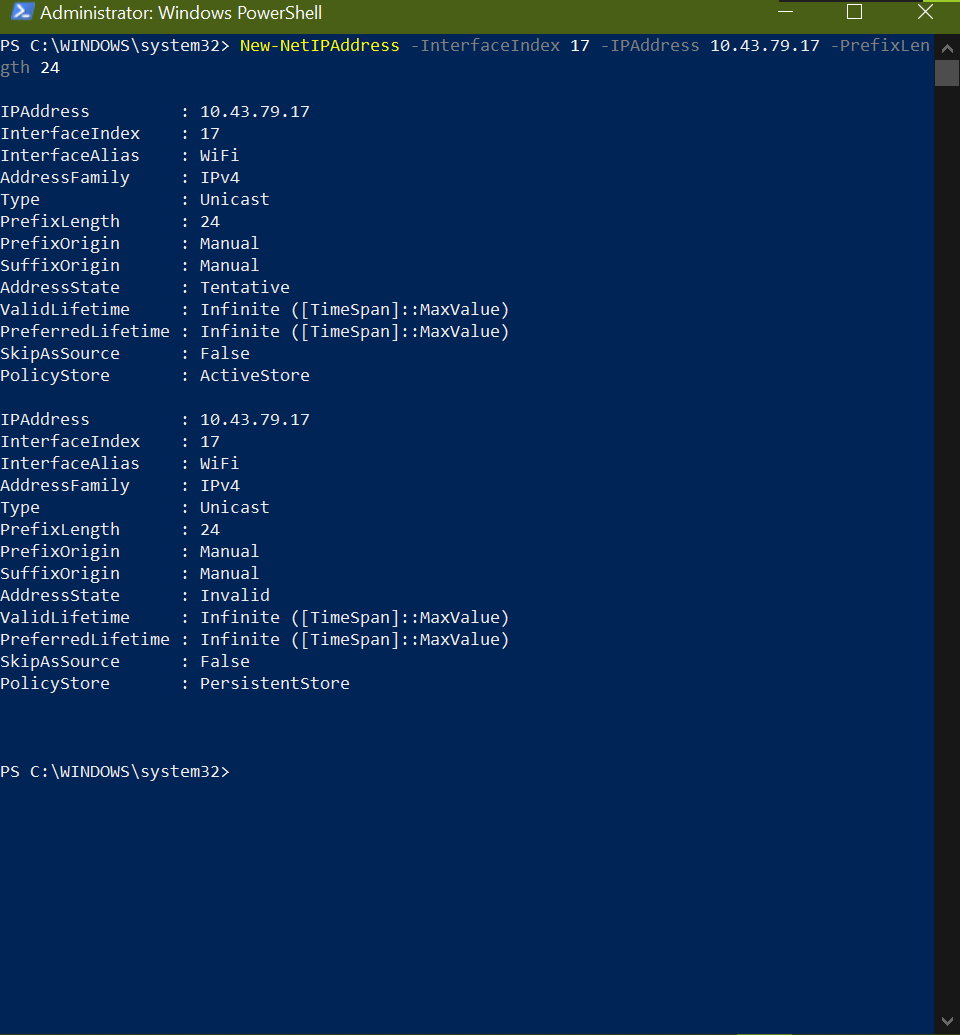 Administrator: Windows PowerShell
PS C:\WINDOWS\system32> New-NetIPAddress -InterfaceIndex 17 -IPAddress 10.43.79.17 -PrefixLen
gth 24
IPAddress         : 10.43.79.17
InterfaceIndex    : 17
InterfaceAlias    : WiFi
AddressFamily     : IPv4
Type              : Unicast
PrefixLength      : 24
PrefixOrigin      : Manual
SuffixOrigin      : Manual
AddressState      : Tentative
ValidLifetime     : Infinite ([TimeSpan]::MaxValue)
PreferredLifetime : Infinite ([TimeSpan]::MaxValue)
SkipAsSource      : False
PolicyStore       : ActiveStore
IPAddress         : 10.43.79.17
InterfaceIndex    : 17
InterfaceAlias    : WiFi
AddressFamily     : IPv4
Type              : Unicast
PrefixLength      : 24
PrefixOrigin      : Manual
SuffixOrigin      : Manual
AddressState      : Invalid
ValidLifetime     : Infinite ([TimeSpan]::MaxValue)
PreferredLifetime : Infinite ([TimeSpan]::MaxValue)
SkipAsSource      : False
PolicyStore       : PersistentStore
PS C:\WINDOWS\system32>